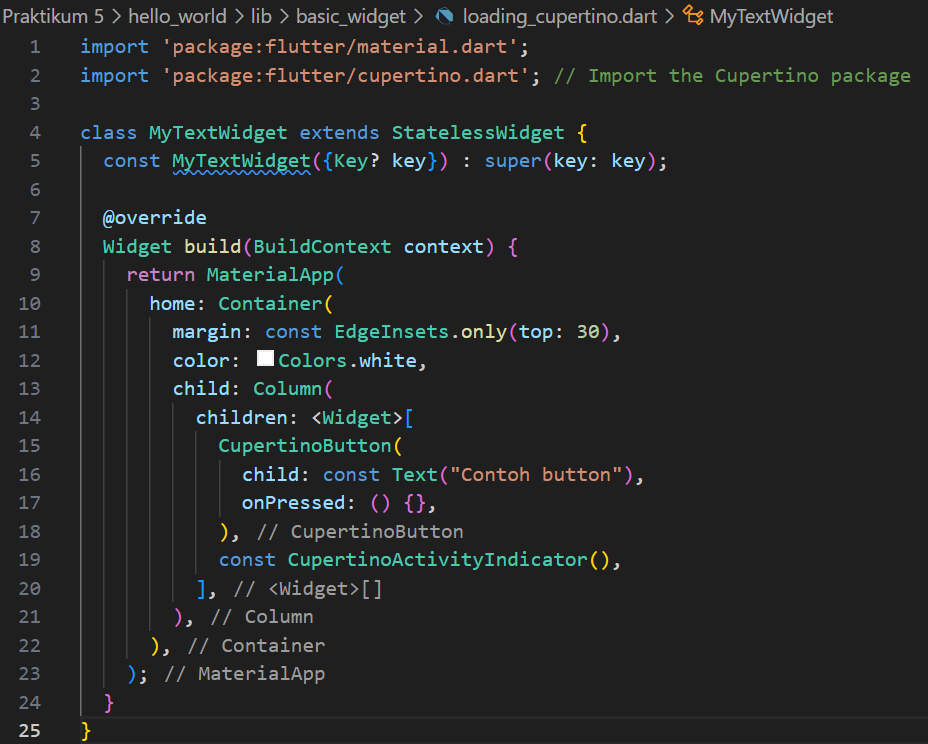 Praktikum 5 > hello_world > lib > basic_widget > loading_cupertino.dart > MyTextWidget
1 import 'package:flutter/material.dart';
2 import 'package:flutter/cupertino.dart'; // Import the Cupertino package
3
4 class MyTextWidget extends StatelessWidget {
5   const MyTextWidget({Key? key}) : super(key: key);
6
7   @override
8   Widget build(BuildContext context) {
9     return MaterialApp(
10       home: Container(
11         margin: const EdgeInsets.only(top: 30),
12         color: Colors.white,
13         child: Column(
14           children: <Widget>[
15             CupertinoButton(
16               child: const Text("Contoh button"),
17               onPressed: () {},
18             ), // CupertinoButton
19             const CupertinoActivityIndicator(),
20           ], // <Widget>[]
21         ), // Column
22       ), // Container
23     ); // MaterialApp
24   }
25 }